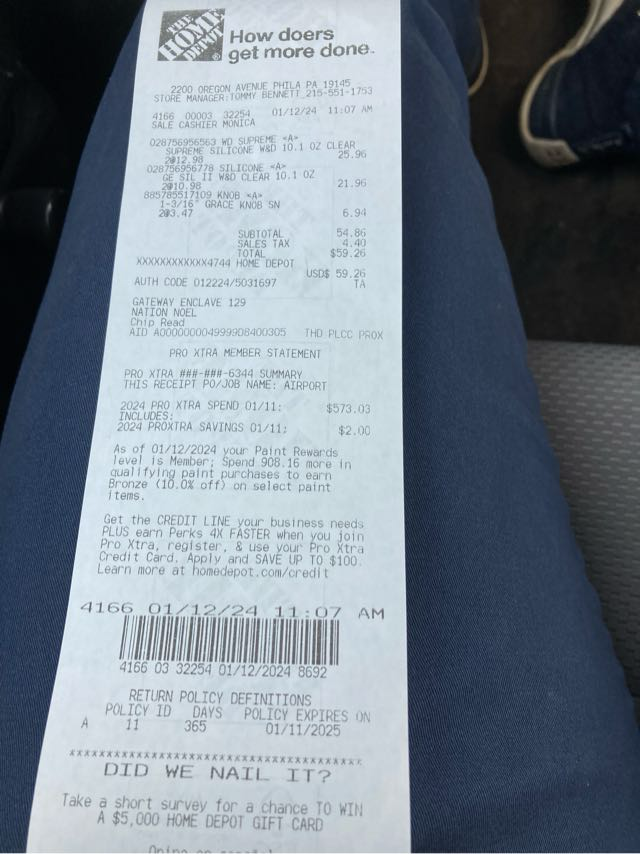 THE
HOME
DEPOT
How doers
get more done.
2200 OREGON AVENUE PHILA PA 19145
STORE MANAGER:TOMMY BENNETT 215-551-1753
4166 00003 32254 01/12/24 11:07 AM
SALE CASHIER MONICA
028756956563 WD SUPREME <A>
SUPREME SILICONE W&D 10.1 OZ CLEAR
2@12.98 25.96
028756956778 SILICONE <A>
GE SIL II W&D CLEAR 10.1 OZ
2@10.98 21.96
885785517109 KNOB <A>
1-3/16" GRACE KNOB SN
2@3.47 6.94
SUBTOTAL 54.86
SALES TAX 4.40
TOTAL $59.26
XXXXXXXXXXXX4744 HOME DEPOT
USD$ 59.26
AUTH CODE 012224/5031697 TA
GATEWAY ENCLAVE 129
NATION NOEL
Chip Read
AID A0000000049999D8400305 THD PLCC PROX
PRO XTRA MEMBER STATEMENT
PRO XTRA ###-###-6344 SUMMARY
THIS RECEIPT PO/JOB NAME: AIRPORT
2024 PRO XTRA SPEND 01/11: $573.03
INCLUDES:
2024 PROXTRA SAVINGS 01/11: $2.00
As of 01/12/2024 your Paint Rewards
level is Member; Spend 908.16 more in
qualifying paint purchases to earn
Bronze (10.0% off) on select paint
items.
Get the CREDIT LINE your business needs
PLUS earn Perks 4X FASTER when you join
Pro Xtra, register, & use your Pro Xtra
Credit Card. Apply and SAVE UP TO $100.
Learn more at homedepot.com/credit
4166 01/12/24 11:07 AM
4166 03 32254 01/12/2024 8692
RETURN POLICY DEFINITIONS
POLICY ID DAYS POLICY EXPIRES ON
A 11 365 01/11/2025
DID WE NAIL IT?
Take a short survey for a chance TO WIN
A $5,000 HOME DEPOT GIFT CARD